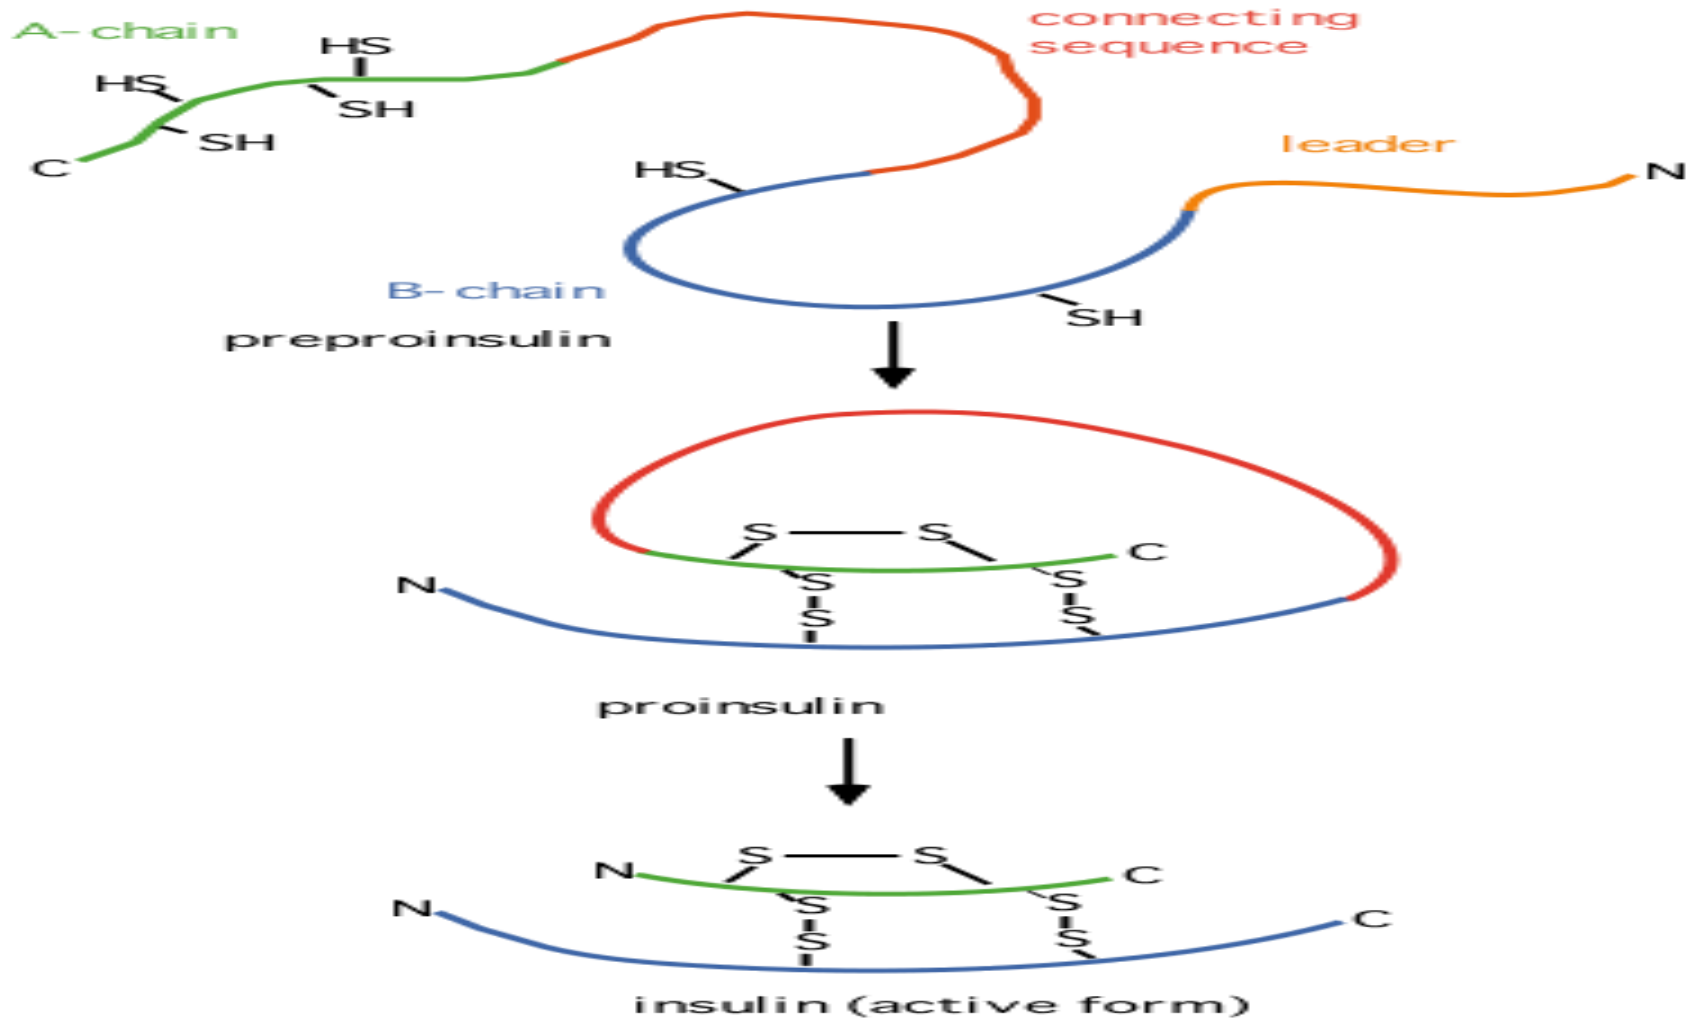 A-chain
connecting
sequence
HS
HS
SH
SH
C
leader
HS
N
B-chain
SH
preproinsulin
S
S
C
N
S
S
S
S
proinsulin
S
S
N
C
N
S
S
C
S
S
insulin (active form)